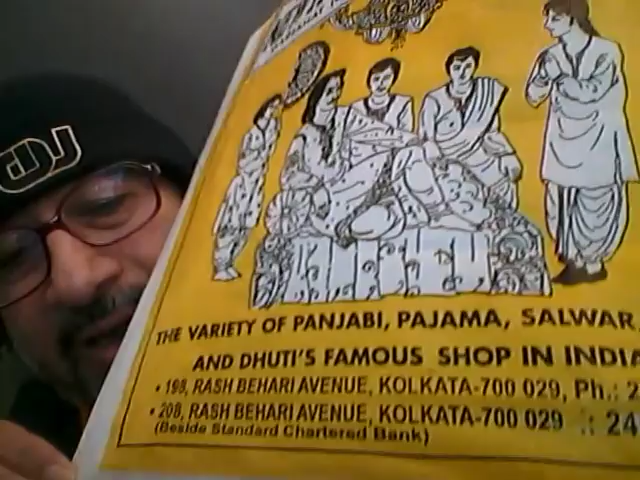 THE VARIETY OF PANJABI, PAJAMA, SALWAR,
AND DHUTI'S FAMOUS SHOP IN INDIA
• 198, RASH BEHARI AVENUE, KOLKATA-700 029, Ph.: 2
• 208, RASH BEHARI AVENUE, KOLKATA-700 029 .: 24
(Beside Standard Chartered Bank)